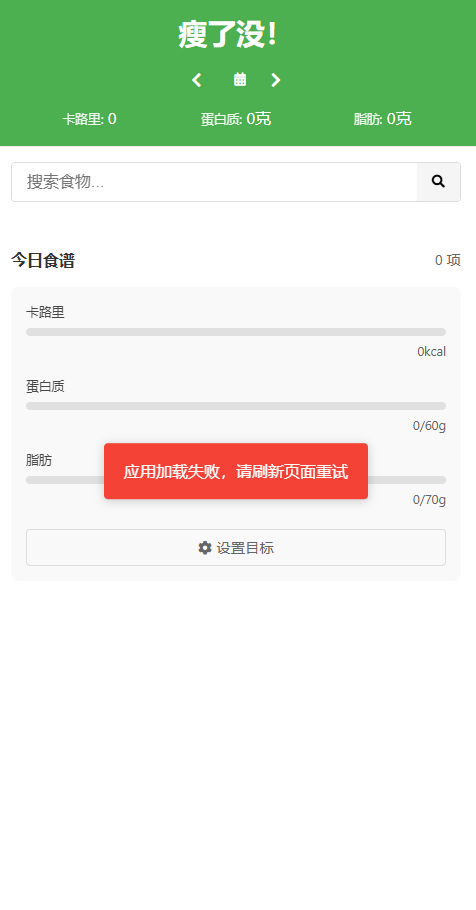 瘦了没！
卡路里: 0 蛋白质: 0克 脂肪: 0克
搜索食物...
今日食谱 0 项
卡路里
0kcal
蛋白质
0/60g
脂肪
应用加载失败，请刷新页面重试
0/70g
设置目标